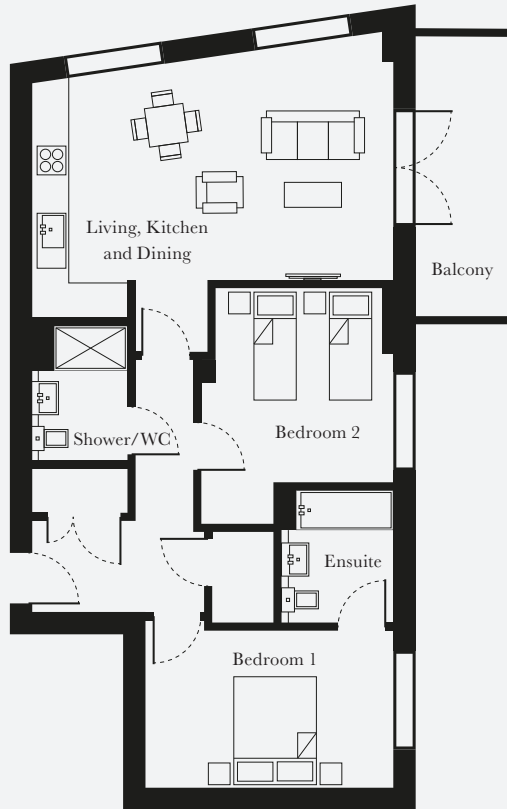 Living, Kitchen
and Dining
Balcony
Bedroom 2
Shower/WC
Ensuite
Bedroom 1